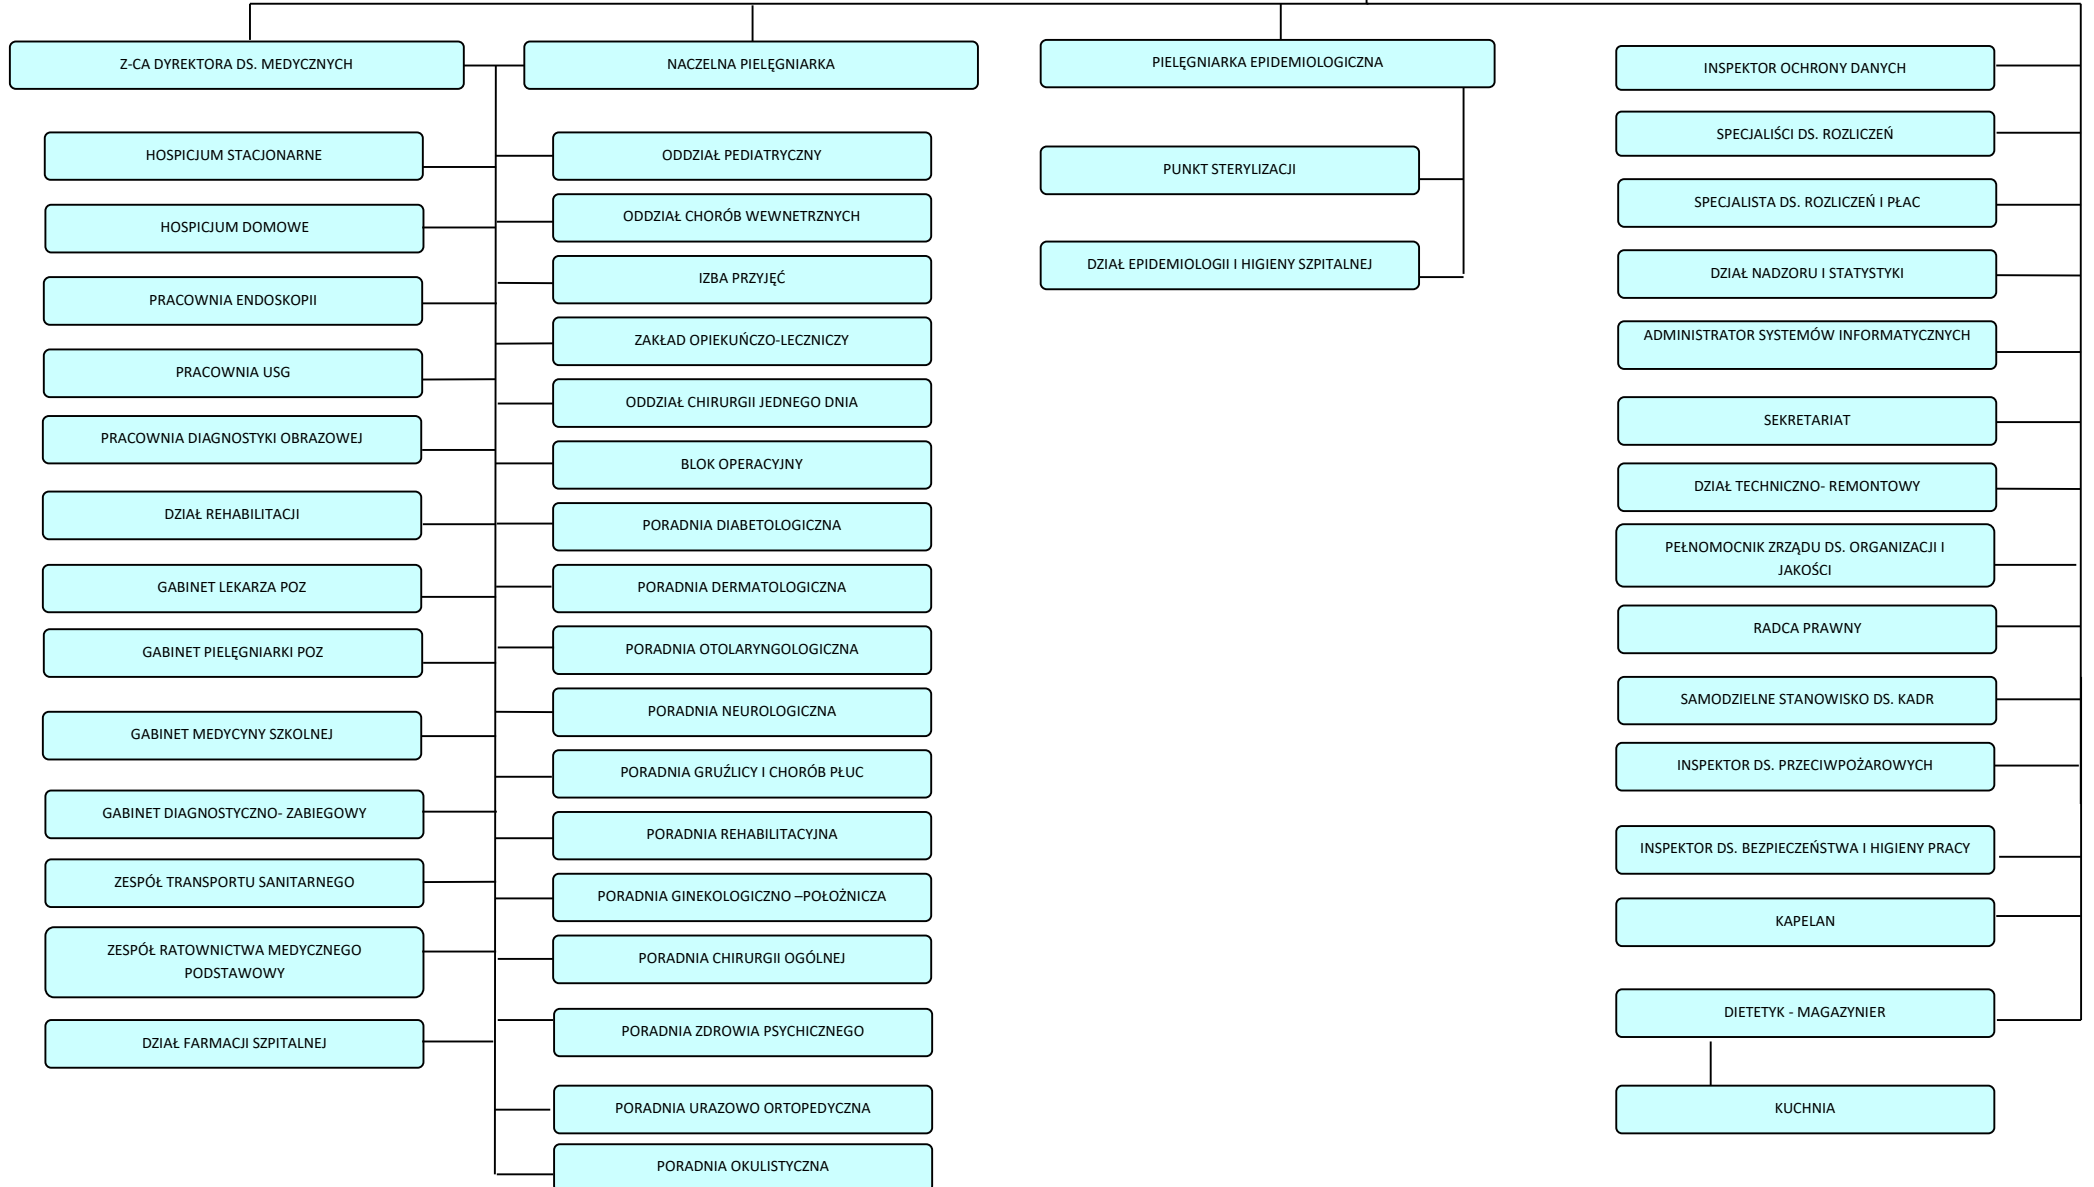 Z-CA DYREKTORA DS. MEDYCZNYCH
NACZELNA PIELĘGNIARKA
PIELĘGNIARKA EPIDEMIOLOGICZNA
HOSPICJUM STACJONARNE
HOSPICJUM DOMOWE
PRACOWNIA ENDOSKOPII
PRACOWNIA USG
PRACOWNIA DIAGNOSTYKI OBRAZOWEJ
DZIAŁ REHABILITACJI
GABINET LEKARZA POZ
GABINET PIELĘGNIARKI POZ
GABINET MEDYCYNY SZKOLNEJ
GABINET DIAGNOSTYCZNO- ZABIEGOWY
ZESPÓŁ TRANSPORTU SANITARNEGO
ZESPÓŁ RATOWNICTWA MEDYCZNEGO
PODSTAWOWY
DZIAŁ FARMACJI SZPITALNEJ
ODDZIAŁ PEDIATRYCZNY
ODDZIAŁ CHORÓB WEWNETRZNYCH
IZBA PRZYJĘĆ
ZAKŁAD OPIEKUŃCZO-LECZNICZY
ODDZIAŁ CHIRURGII JEDNEGO DNIA
BLOK OPERACYJNY
PORADNIA DIABETOLOGICZNA
PORADNIA DERMATOLOGICZNA
PORADNIA OTOLARYNGOLOGICZNA
PORADNIA NEUROLOGICZNA
PORADNIA GRUŹLICY I CHORÓB PŁUC
PORADNIA REHABILITACYJNA
PORADNIA GINEKOLOGICZNO –POŁOŻNICZA
PORADNIA CHIRURGII OGÓLNEJ
PORADNIA ZDROWIA PSYCHICZNEGO
PORADNIA URAZOWO ORTOPEDYCZNA
PORADNIA OKULISTYCZNA
PUNKT STERYLIZACJI
DZIAŁ EPIDEMIOLOGII I HIGIENY SZPITALNEJ
INSPEKTOR OCHRONY DANYCH
SPECJALIŚCI DS. ROZLICZEŃ
SPECJALISTA DS. ROZLICZEŃ I PŁAC
DZIAŁ NADZORU I STATYSTYKI
ADMINISTRATOR SYSTEMÓW INFORMATYCZNYCH
SEKRETARIAT
DZIAŁ TECHNICZNO- REMONTOWY
PEŁNOMOCNIK ZRZĄDU DS. ORGANIZACJI I
JAKOŚCI
RADCA PRAWNY
SAMODZIELNE STANOWISKO DS. KADR
INSPEKTOR DS. PRZECIWPOŻAROWYCH
INSPEKTOR DS. BEZPIECZEŃSTWA I HIGIENY PRACY
KAPELAN
DIETETYK - MAGAZYNIER
KUCHNIA